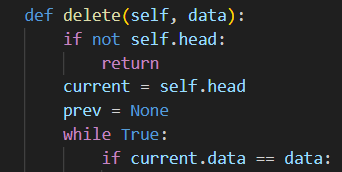 def delete(self, data):
    if not self.head:
        return
    current = self.head
    prev = None
    while True:
        if current.data == data: